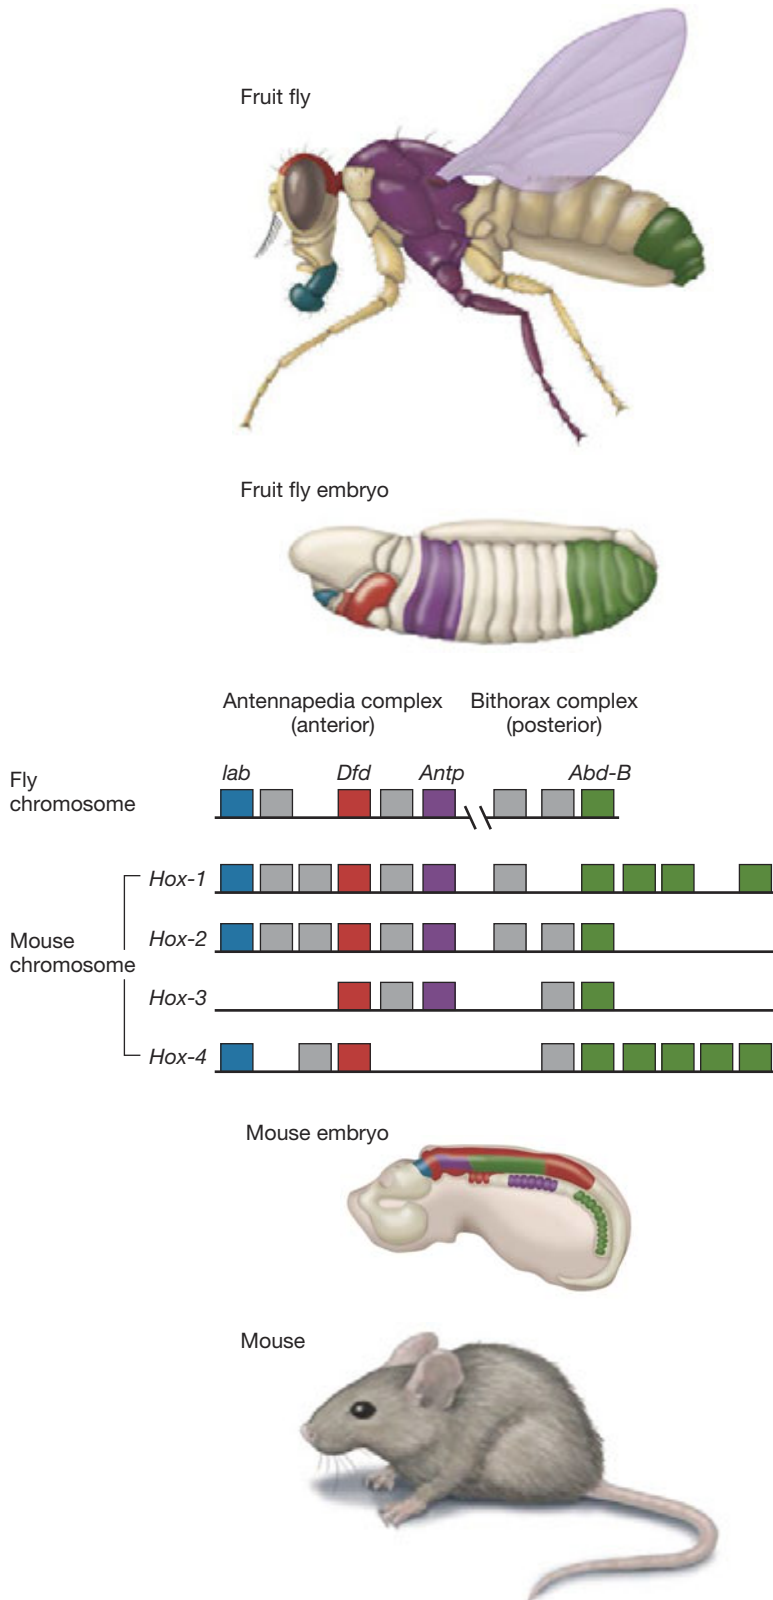 Fruit fly
Fruit fly embryo
Antennapedia complex
(anterior)
Bithorax complex
(posterior)
Fly
chromosome
lab
Dfd
Antp
Abd-B
Mouse
chromosome
Hox-1
Hox-2
Hox-3
Hox-4
Mouse embryo
Mouse